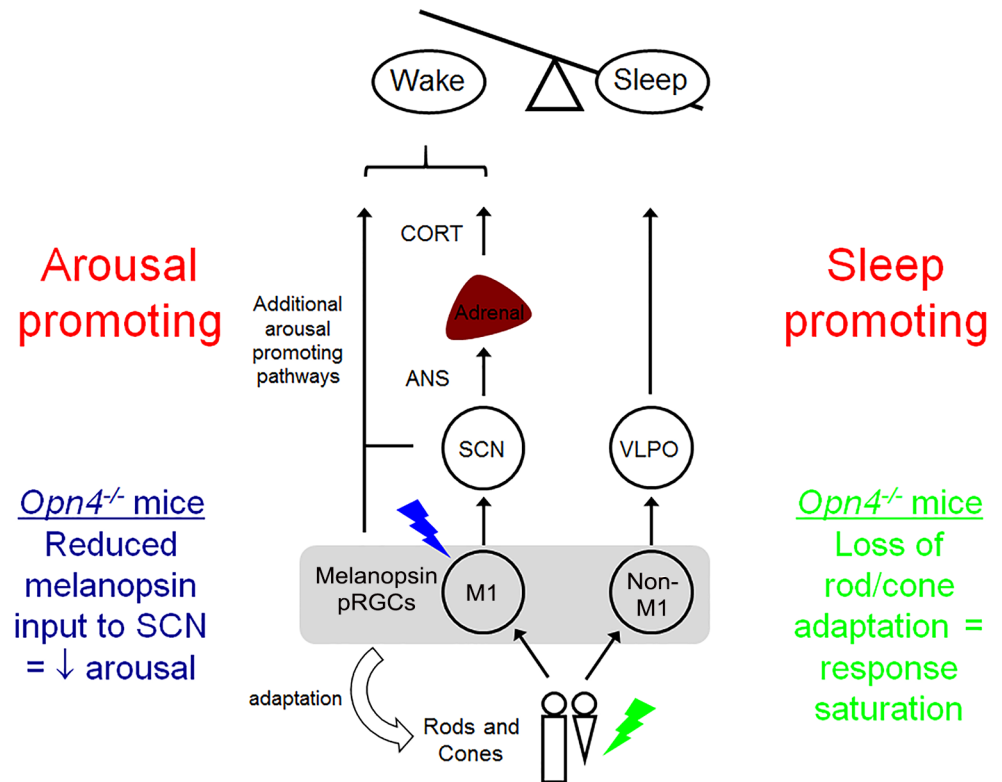 Wake
Sleep
Arousal
promoting
Additional
arousal
promoting
pathways
CORT
Adrenal
ANS
SCN
VLPO
Sleep
promoting
Opn4-/- mice
Reduced
melanopsin
input to SCN
= ↓ arousal
Melanopsin
pRGCs
M1
Non-
M1
adaptation
Rods and
Cones
Opn4-/- mice
Loss of
rod/cone
adaptation =
response
saturation